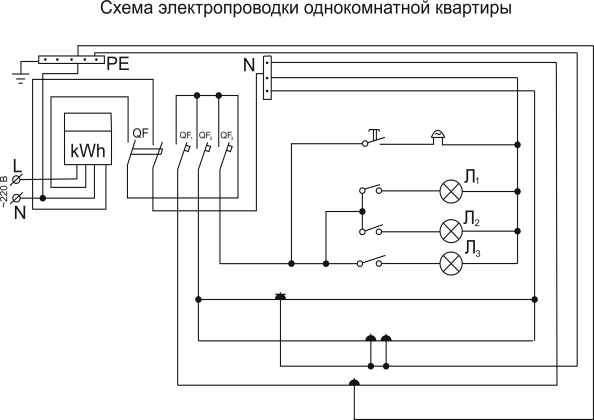 Схема электропроводки однокомнатной квартиры
PE
N
QF
QF1
QF2
QF3
kWh
L
~220 В
N
Л1
Л2
Л3